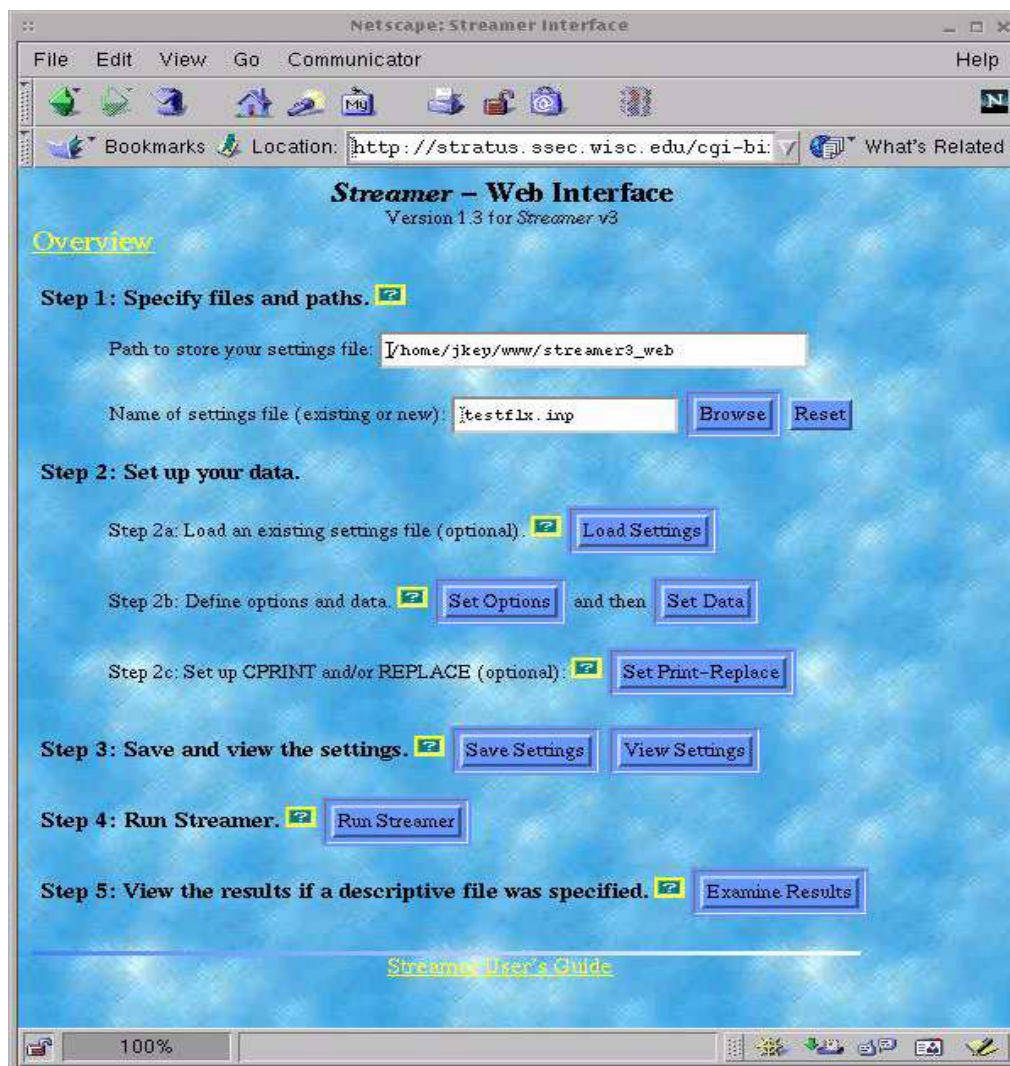 Netscape: Streamer Interface
File Edit View Go Communicator Help
My
N
Bookmarks Location: http://stratus.ssec.wisc.edu/cgi-bi What's Related
Streamer – Web Interface
Version 1.3 for Streamer v3
Overview
Step 1: Specify files and paths. ?
Path to store your settings file: /home/jkey/www/streamer3_web
Name of settings file (existing or new): testflx.inp Browse Reset
Step 2: Set up your data.
Step 2a: Load an existing settings file (optional). ? Load Settings
Step 2b: Define options and data. ? Set Options and then Set Data
Step 2c: Set up CPRINT and/or REPLACE (optional): ? Set Print-Replace
Step 3: Save and view the settings. ? Save Settings View Settings
Step 4: Run Streamer. ? Run Streamer
Step 5: View the results if a descriptive file was specified. ? Examine Results
Streamer User's Guide
100%